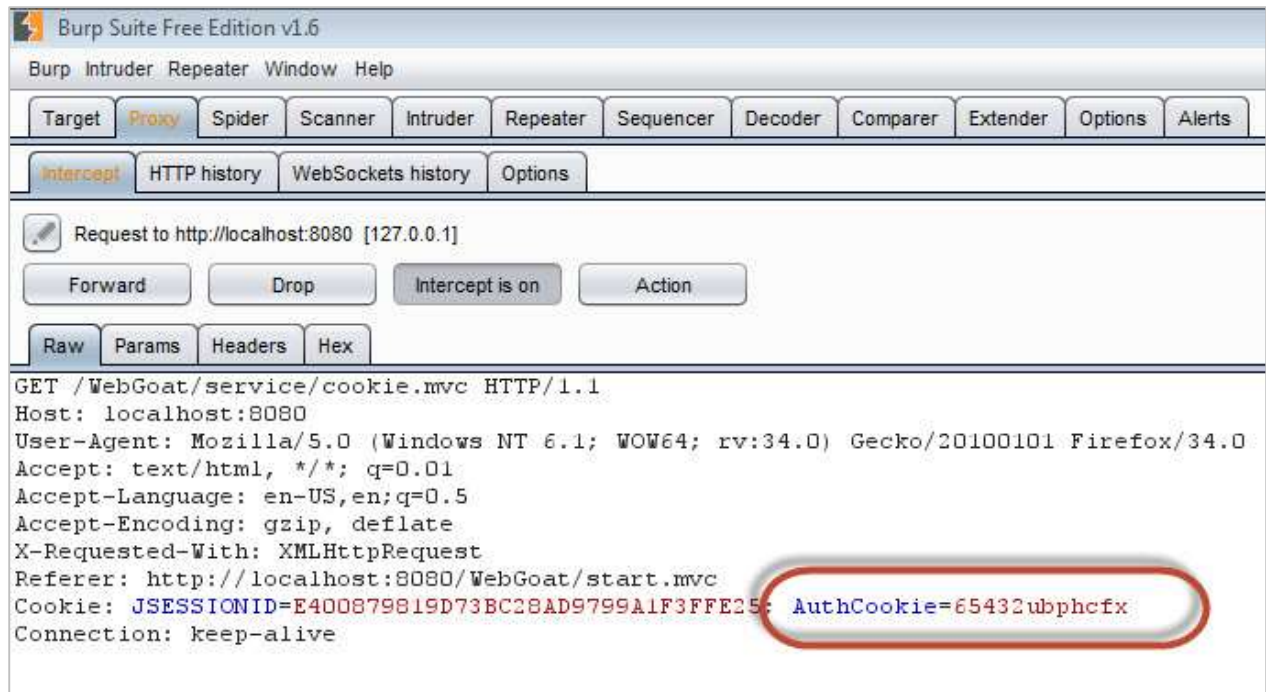 Burp Suite Free Edition v1.6
Burp Intruder Repeater Window Help
Target Proxy Spider Scanner Intruder Repeater Sequencer Decoder Comparer Extender Options Alerts
Intercept HTTP history WebSockets history Options
Request to http://localhost:8080 [127.0.0.1]
Forward Drop Intercept is on Action
Raw Params Headers Hex
GET /WebGoat/service/cookie.mvc HTTP/1.1
Host: localhost:8080
User-Agent: Mozilla/5.0 (Windows NT 6.1; WOW64; rv:34.0) Gecko/20100101 Firefox/34.0
Accept: text/html, */*; q=0.01
Accept-Language: en-US,en;q=0.5
Accept-Encoding: gzip, deflate
X-Requested-With: XMLHttpRequest
Referer: http://localhost:8080/WebGoat/start.mvc
Cookie: JSESSIONID=E400879819D73BC28AD9799A1F3FFE25; AuthCookie=65432ubphcfx
Connection: keep-alive